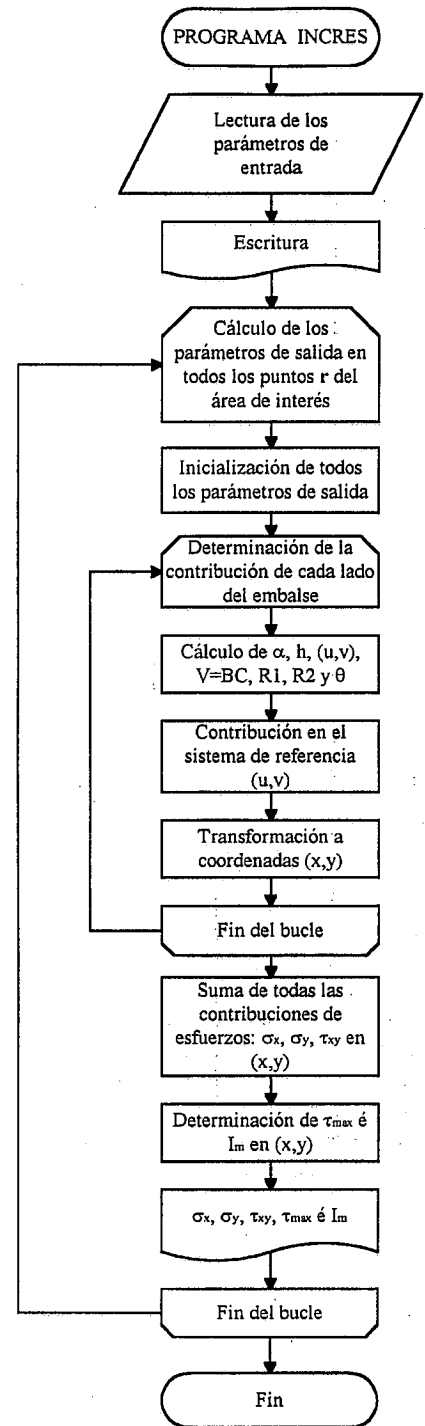 PROGRAMA INCRES
Lectura de los
parámetros de
entrada
Escritura
Cálculo de los
parámetros de salida en
todos los puntos r del
área de interés
Inicialización de todos
los parámetros de salida
Determinación de la
contribución de cada lado
del embalse
Cálculo de α, h, (u,v),
V=BC, R1, R2 y θ
Contribución en el
sistema de referencia
(u,v)
Transformación a
coordenadas (x,y)
Fin del bucle
Suma de todas las
contribuciones de
esfuerzos: σx, σy, τxy en
(x,y)
Determinación de τmax é
Im en (x,y)
σx, σy, τxy, τmax é Im
Fin del bucle
Fin